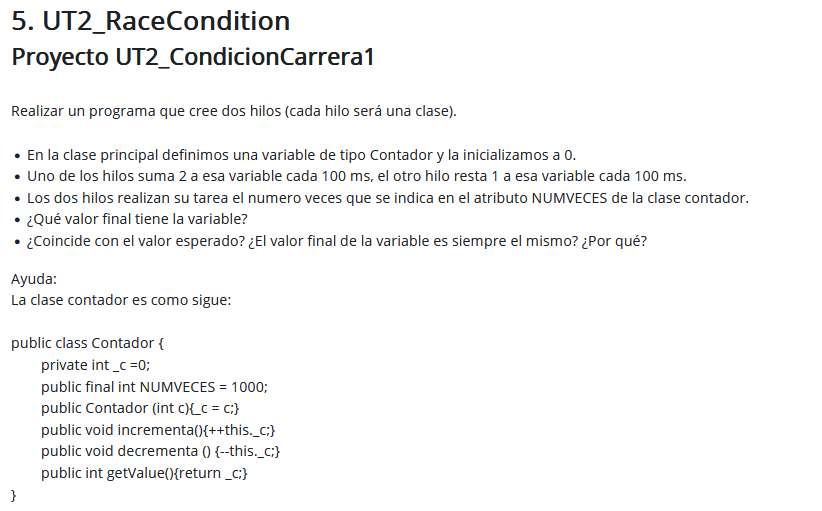 5. UT2_RaceCondition
Proyecto UT2_CondicionCarrera1
Realizar un programa que cree dos hilos (cada hilo será una clase).
• En la clase principal definimos una variable de tipo Contador y la inicializamos a 0.
• Uno de los hilos suma 2 a esa variable cada 100 ms, el otro hilo resta 1 a esa variable cada 100 ms.
• Los dos hilos realizan su tarea el numero veces que se indica en el atributo NUMVECES de la clase contador.
• ¿Qué valor final tiene la variable?
• ¿Coincide con el valor esperado? ¿El valor final de la variable es siempre el mismo? ¿Por qué?
Ayuda:
La clase contador es como sigue:
public class Contador {
private int _c =0;
public final int NUMVECES = 1000;
public Contador (int c){_c = c;}
public void incrementa(){++this._c;}
public void decrementa () {--this._c;}
public int getValue(){return _c;}
}